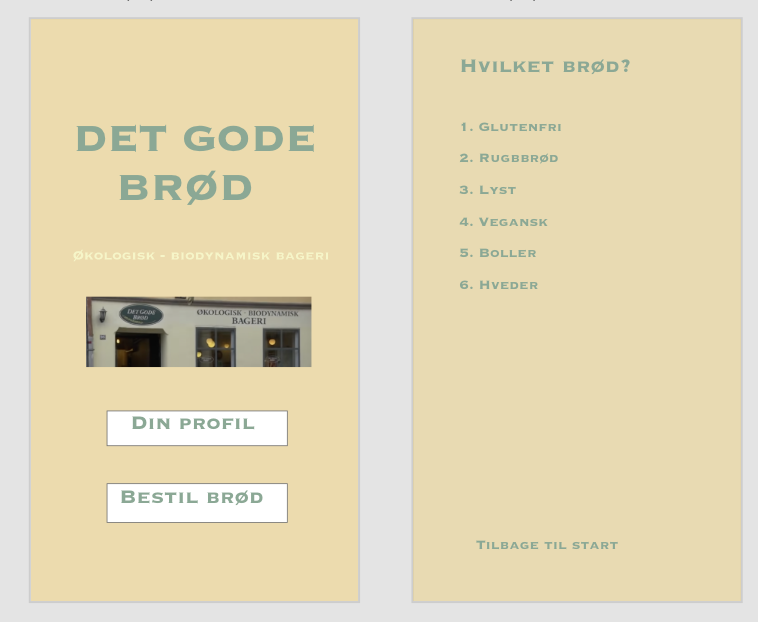 DET GODE
BRØD
Økologisk - biodynamisk bageri
DET GODE
BRØD
ØKOLOGISK · BIODYNAMISK
BAGERI
Din profil
Bestil brød
Hvilket brød?
1. Glutenfri
2. Rugbbrød
3. Lyst
4. Vegansk
5. Boller
6. Hveder
Tilbage til start